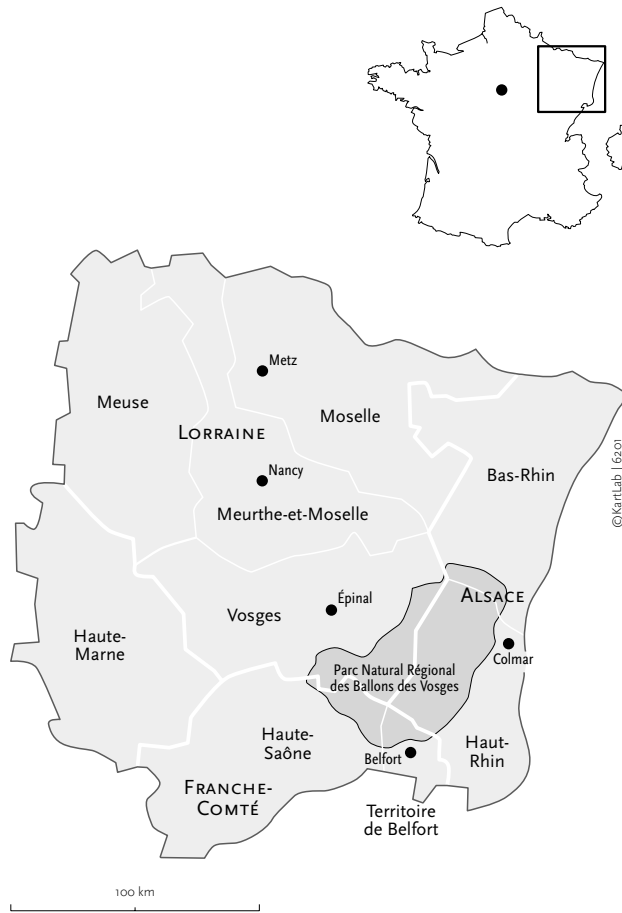 Metz
Meuse
Moselle
LORRAINE
Nancy
Bas-Rhin
Meurthe-et-Moselle
©KartLab | 6201
Épinal
ALSACE
Vosges
Haute-
Marne
Colmar
Parc Natural Régional
des Ballons des Vosges
Haute-
Saône
Haut-
Rhin
Belfort
FRANCHE-
COMTÉ
Territoire
de Belfort
100 km